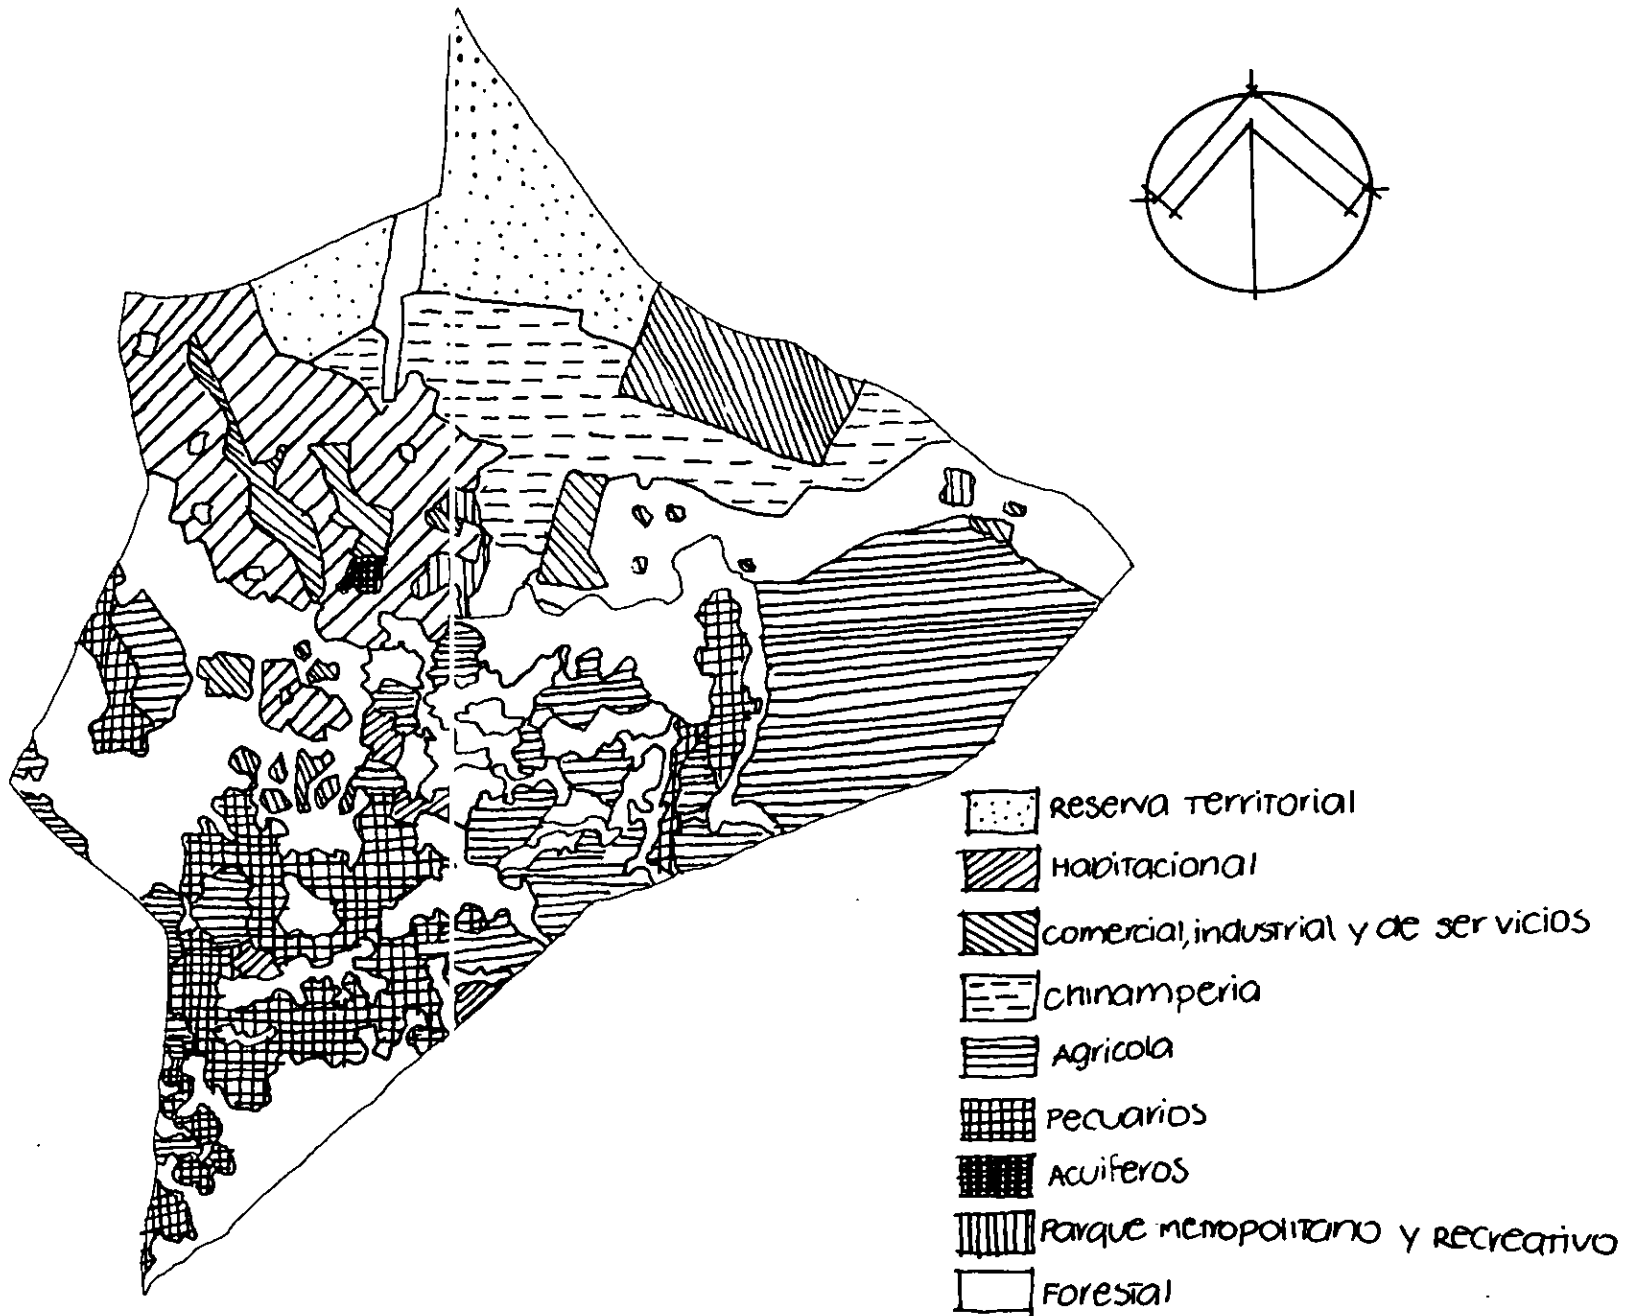 Reserva Territorial
Habitacional
comercial, industrial y de servicios
chinamperia
Agricola
Pecuarios
Acuiferos
Parque metropolitano y Recreativo
Forestal